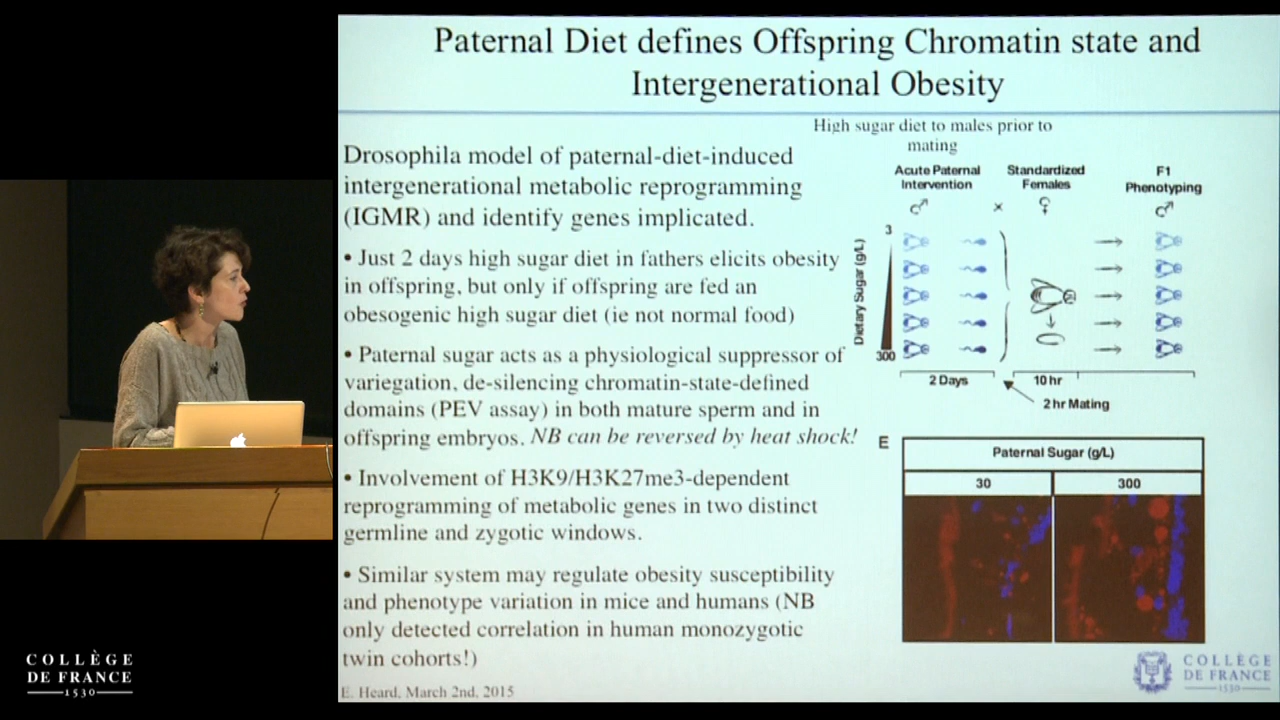 Paternal Diet defines Offspring Chromatin state and
Intergenerational Obesity
Drosophila model of paternal-diet-induced
intergenerational metabolic reprogramming
(IGMR) and identify genes implicated.
• Just 2 days high sugar diet in fathers elicits obesity
in offspring, but only if offspring are fed an
obesogenic high sugar diet (ie not normal food)
• Paternal sugar acts as a physiological suppressor of
variegation, de-silencing chromatin-state-defined
domains (PEV assay) in both mature sperm and in
offspring embryos. NB can be reversed by heat shock!
• Involvement of H3K9/H3K27me3-dependent
reprogramming of metabolic genes in two distinct
germline and zygotic windows.
• Similar system may regulate obesity susceptibility
and phenotype variation in mice and humans (NB
only detected correlation in human monozygotic
twin cohorts!)
E. Heard, March 2nd, 2015
High sugar diet to males prior to
mating
Acute Paternal
Intervention
Standardized
Females
F1
Phenotyping
♂ × ♀ ♂
3
Dietary Sugar (g/L)
300
2 Days
10 hr
2 hr Mating
E
Paternal Sugar (g/L)
30
300
COLLÈGE
DE FRANCE
1530
COLLÈGE
DE FRANCE
1530